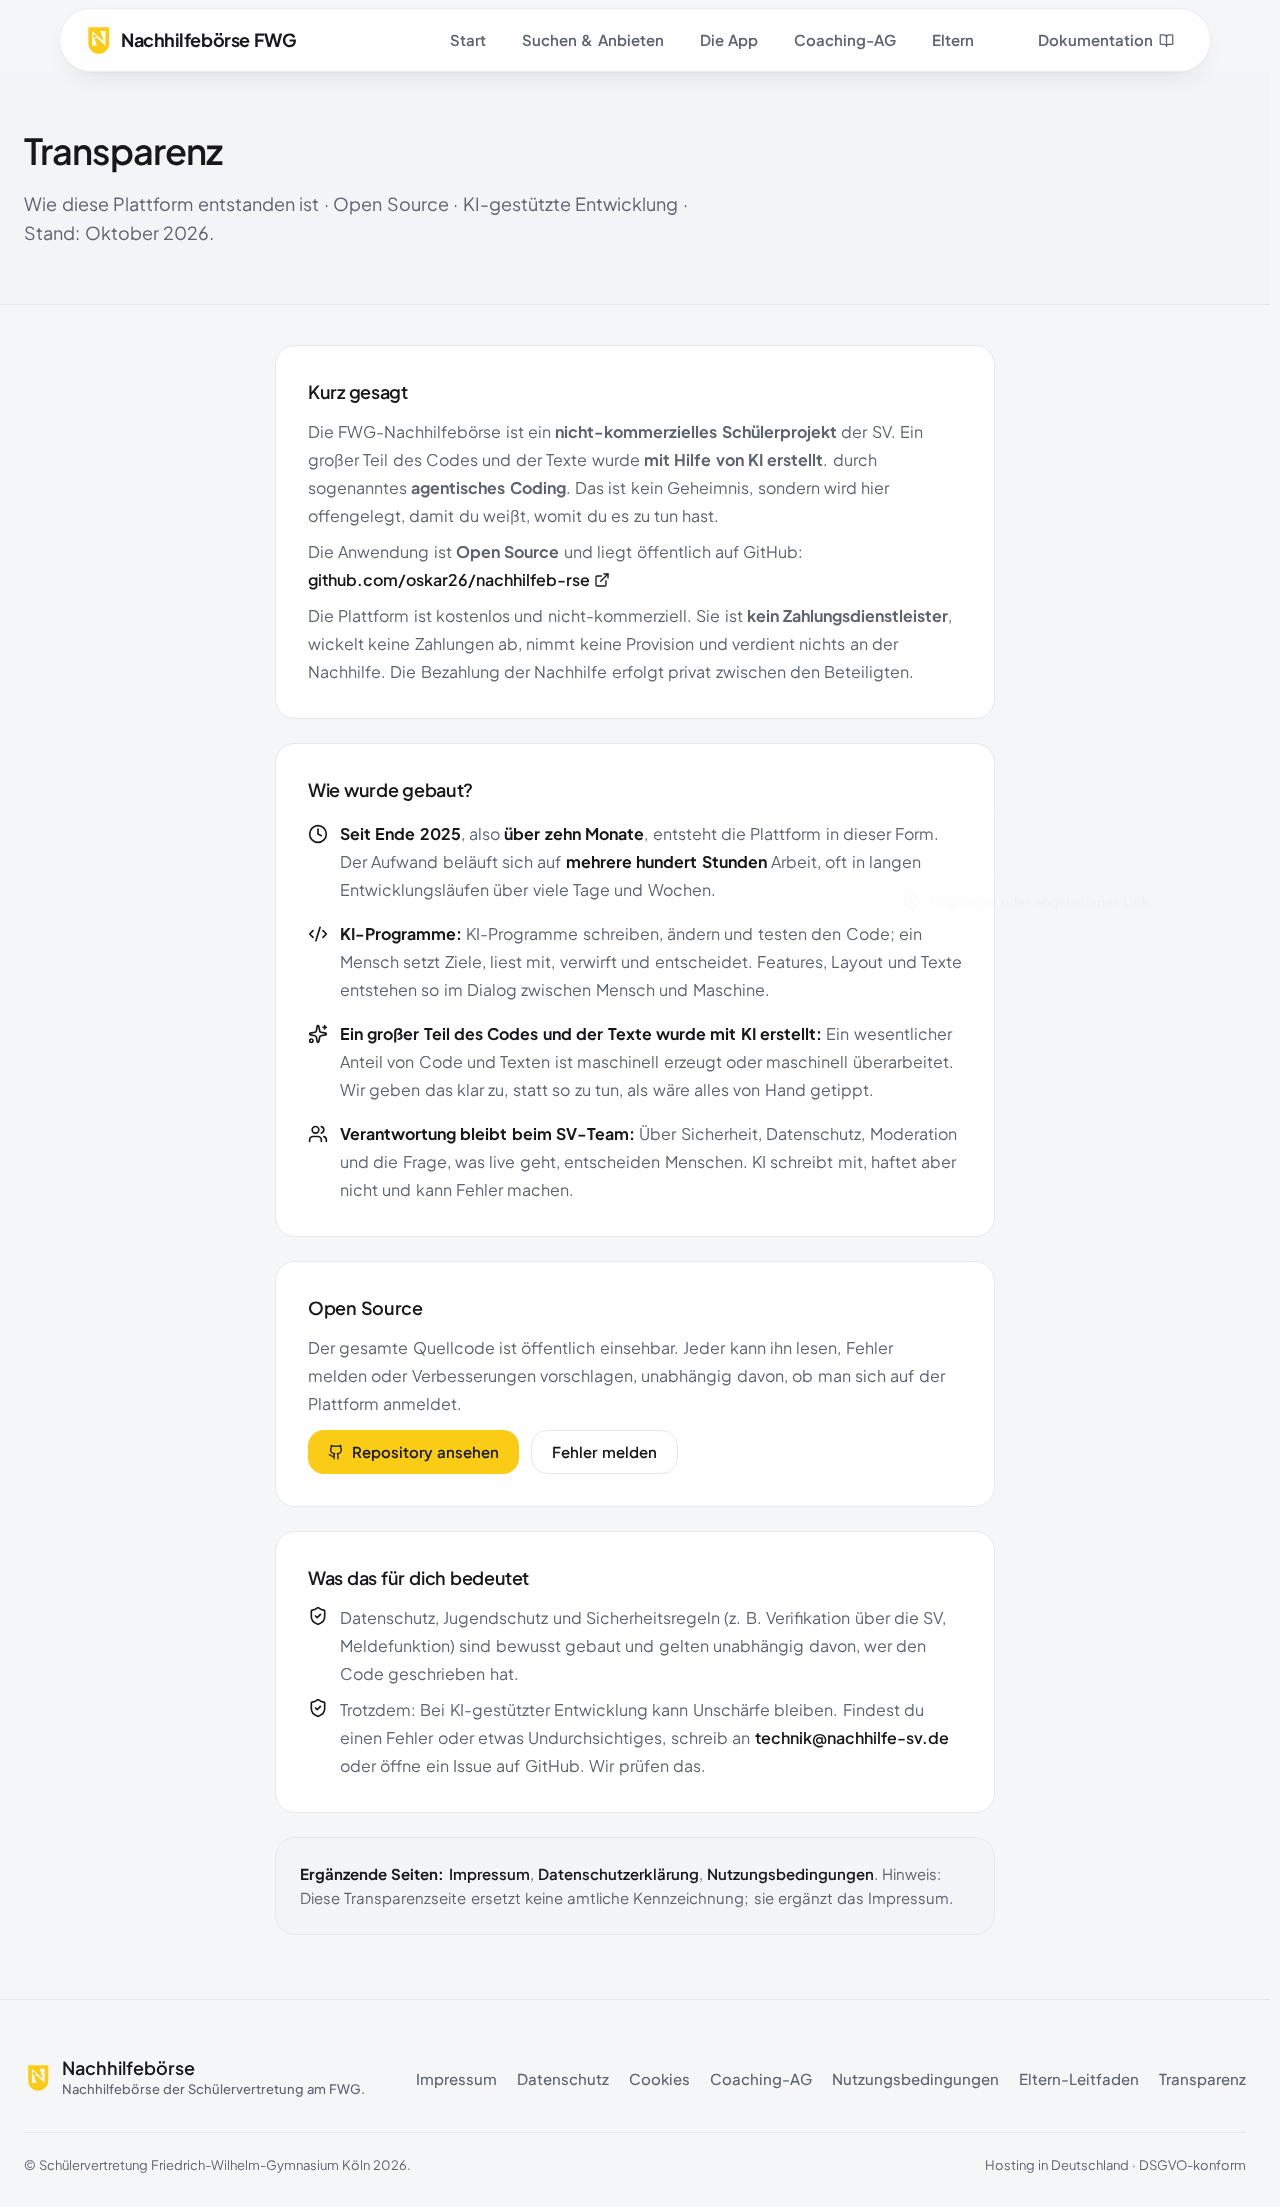 Nachhilfebörse FWG
Start
Suchen & Anbieten
Die App
Coaching-AG
Eltern
Dokumentation
Transparenz
Wie diese Plattform entstanden ist · Open Source · KI-gestützte Entwicklung ·
Stand: Oktober 2026.
Kurz gesagt
Die FWG-Nachhilfebörse ist ein nicht-kommerzielles Schülerprojekt der SV. Ein
großer Teil des Codes und der Texte wurde mit Hilfe von KI erstellt. durch
sogenanntes agentisches Coding. Das ist kein Geheimnis, sondern wird hier
offengelegt, damit du weißt, womit du es zu tun hast.
Die Anwendung ist Open Source und liegt öffentlich auf GitHub:
github.com/oskar26/nachhilfeb-rse
Die Plattform ist kostenlos und nicht-kommerziell. Sie ist kein Zahlungsdienstleister,
wickelt keine Zahlungen ab, nimmt keine Provision und verdient nichts an der
Nachhilfe. Die Bezahlung der Nachhilfe erfolgt privat zwischen den Beteiligten.
Wie wurde gebaut?
Seit Ende 2025, also über zehn Monate, entsteht die Plattform in dieser Form.
Der Aufwand beläuft sich auf mehrere hundert Stunden Arbeit, oft in langen
Entwicklungsläufen über viele Tage und Wochen.
KI-Programme: KI-Programme schreiben, ändern und testen den Code; ein
Mensch setzt Ziele, liest mit, verwirft und entscheidet. Features, Layout und Texte
entstehen so im Dialog zwischen Mensch und Maschine.
Ein großer Teil des Codes und der Texte wurde mit KI erstellt: Ein wesentlicher
Anteil von Code und Texten ist maschinell erzeugt oder maschinell überarbeitet.
Wir geben das klar zu, statt so zu tun, als wäre alles von Hand getippt.
Verantwortung bleibt beim SV-Team: Über Sicherheit, Datenschutz, Moderation
und die Frage, was live geht, entscheiden Menschen. KI schreibt mit, haftet aber
nicht und kann Fehler machen.
Open Source
Der gesamte Quellcode ist öffentlich einsehbar. Jeder kann ihn lesen, Fehler
melden oder Verbesserungen vorschlagen, unabhängig davon, ob man sich auf der
Plattform anmeldet.
Repository ansehen
Fehler melden
Was das für dich bedeutet
Datenschutz, Jugendschutz und Sicherheitsregeln (z. B. Verifikation über die SV,
Meldefunktion) sind bewusst gebaut und gelten unabhängig davon, wer den
Code geschrieben hat.
Trotzdem: Bei KI-gestützter Entwicklung kann Unschärfe bleiben. Findest du
einen Fehler oder etwas Undurchsichtiges, schreib an technik@nachhilfe-sv.de
oder öffne ein Issue auf GitHub. Wir prüfen das.
Ergänzende Seiten: Impressum, Datenschutzerklärung, Nutzungsbedingungen. Hinweis:
Diese Transparenzseite ersetzt keine amtliche Kennzeichnung; sie ergänzt das Impressum.
Nachhilfebörse
Nachhilfebörse der Schülervertretung am FWG.
Impressum
Datenschutz
Cookies
Coaching-AG
Nutzungsbedingungen
Eltern-Leitfaden
Transparenz
© Schülervertretung Friedrich-Wilhelm-Gymnasium Köln 2026.
Hosting in Deutschland · DSGVO-konform